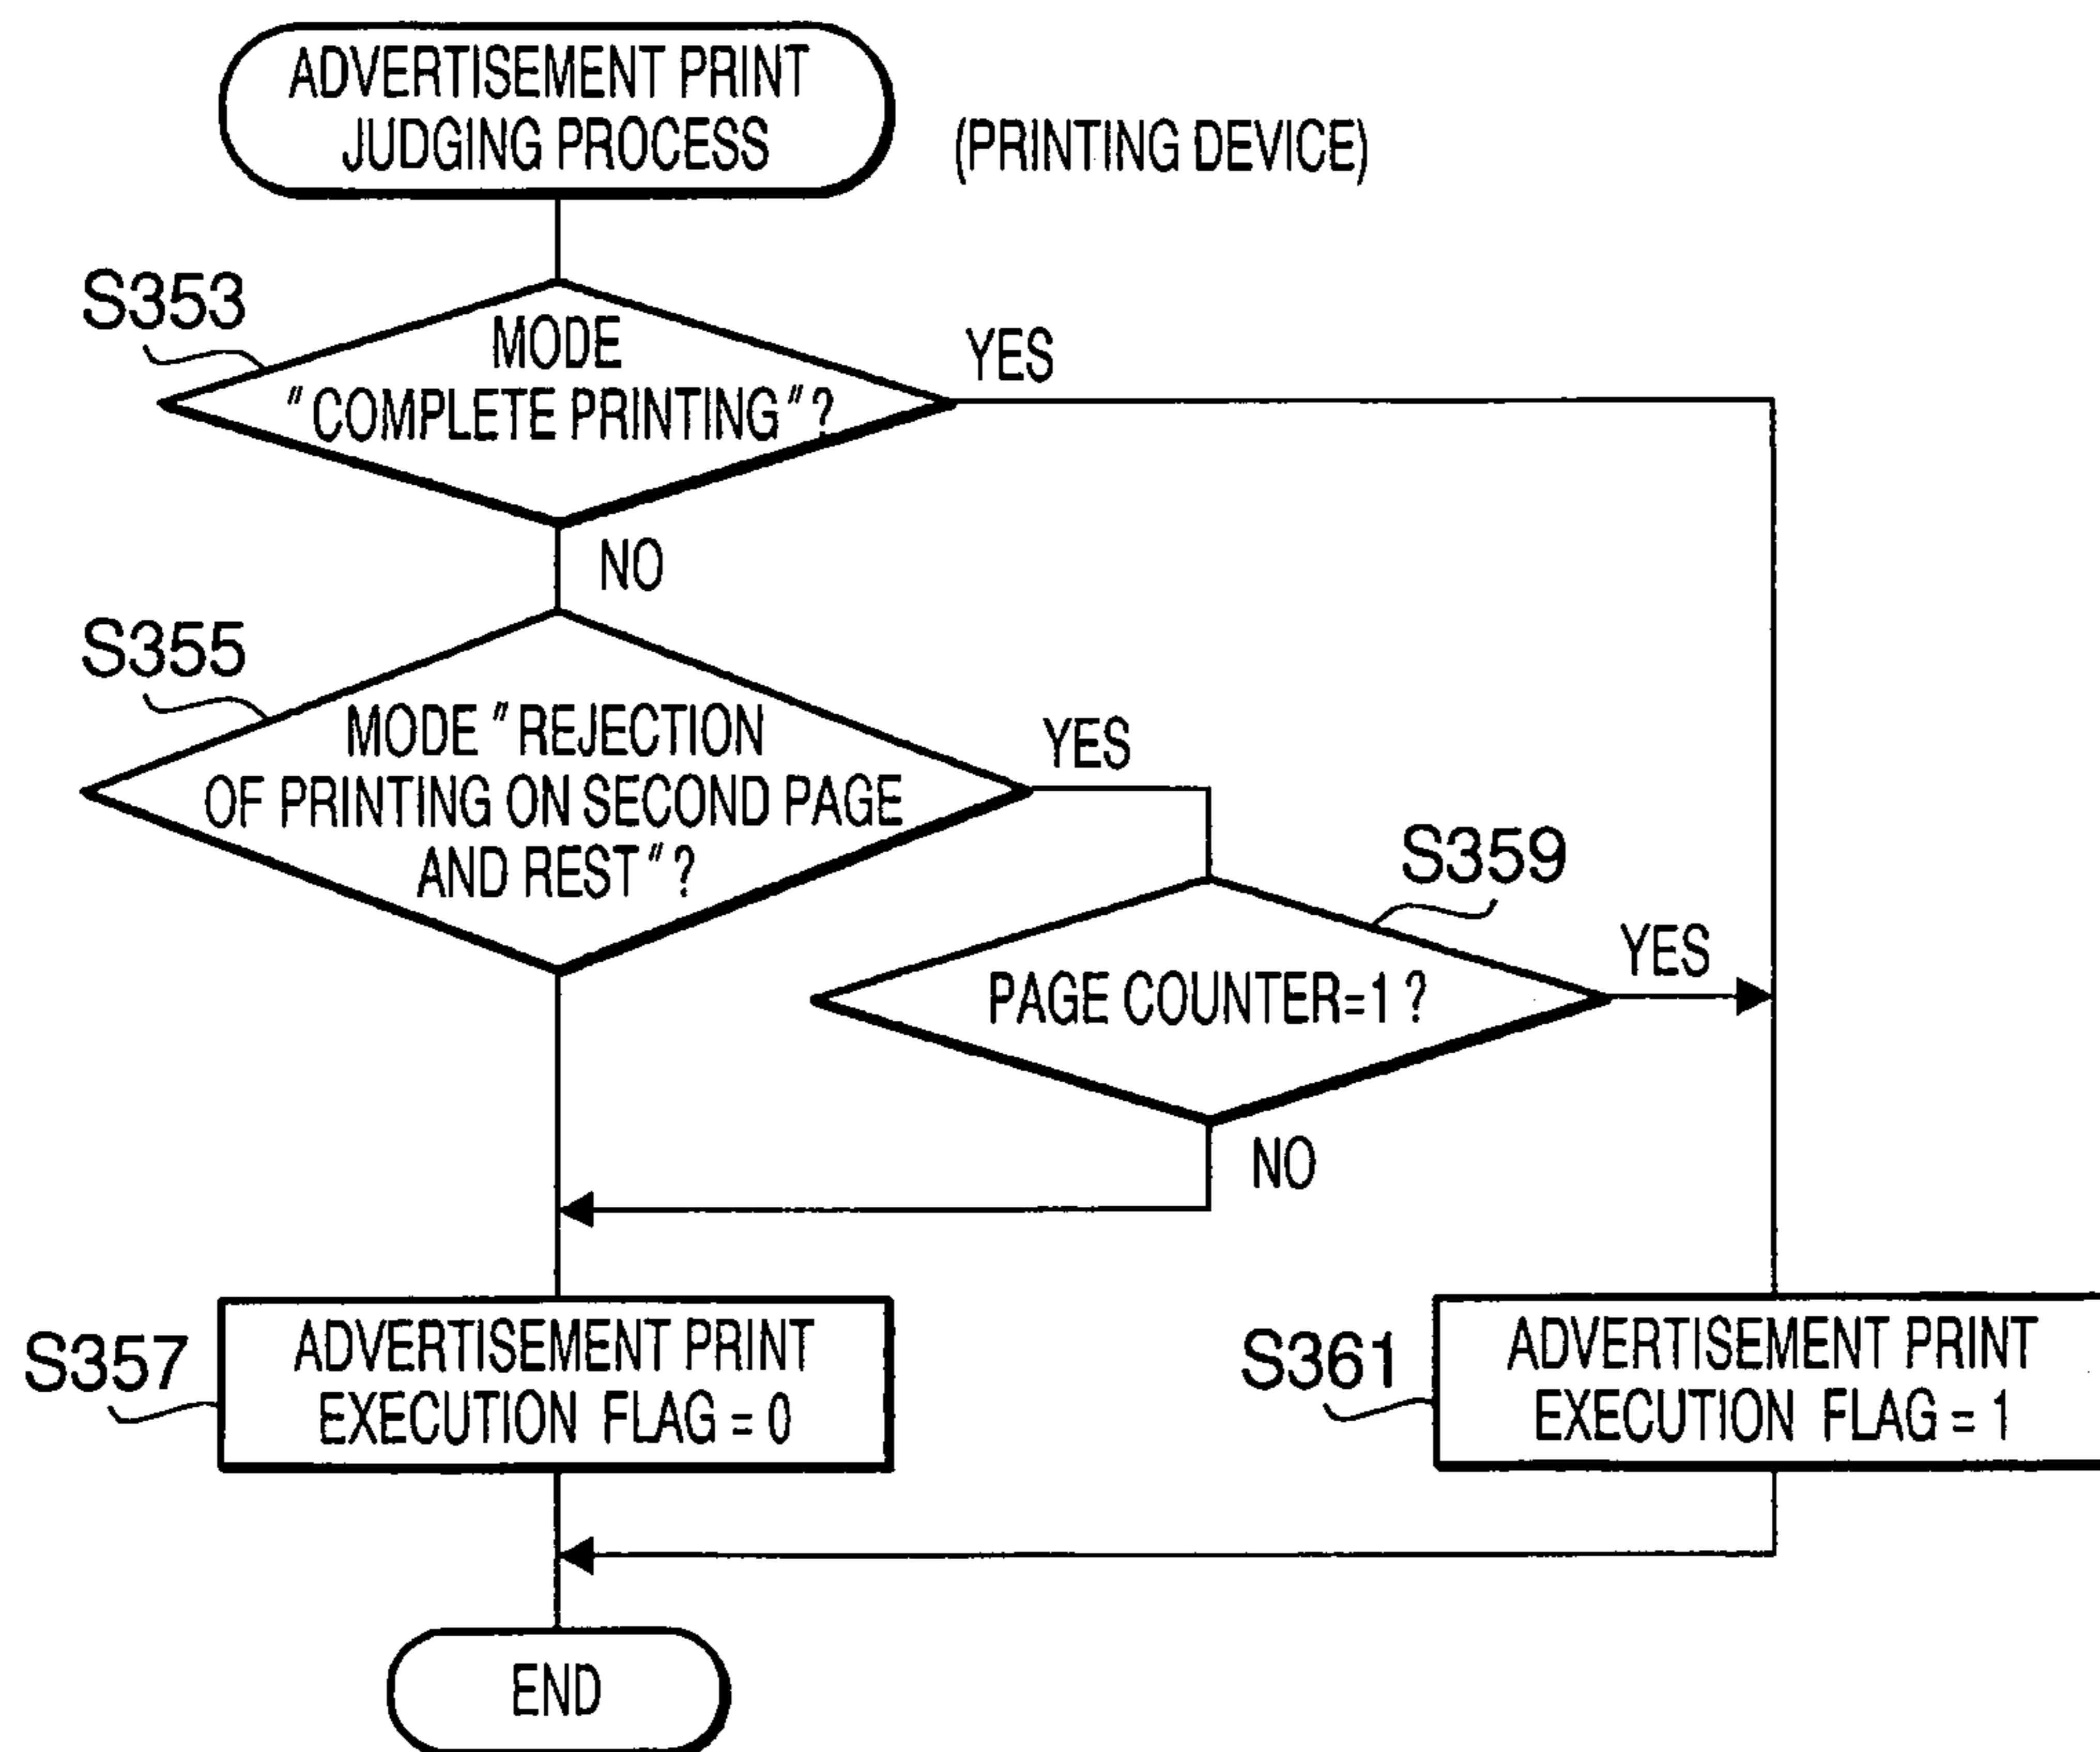 ADVERTISEMENT PRINT
JUDGING PROCESS
(PRINTING DEVICE)
S353
MODE
"COMPLETE PRINTING"?
YES
NO
S355
MODE "REJECTION
OF PRINTING ON SECOND PAGE
AND REST"?
YES
S359
PAGE COUNTER=1?
YES
NO
S357
ADVERTISEMENT PRINT
EXECUTION FLAG = 0
S361
ADVERTISEMENT PRINT
EXECUTION FLAG = 1
END